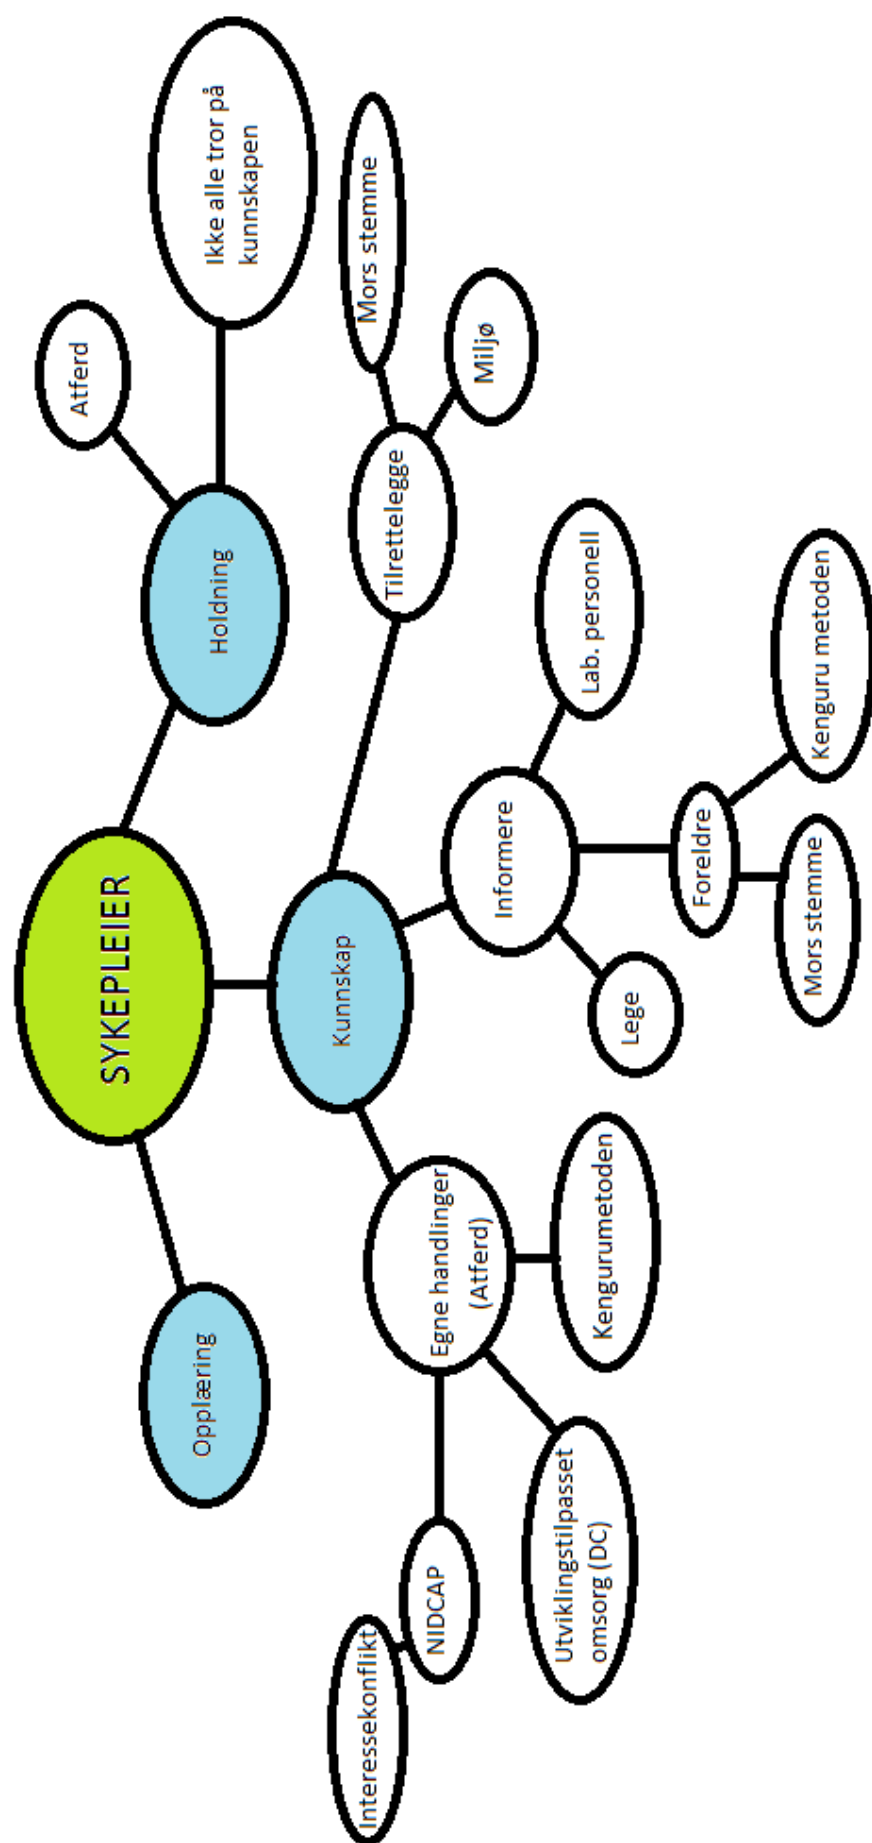 SYKEPLEIER
Opplæring
Kunnskap
Holdning
Atferd
Ikke alle tror på
kunnskapen
Egne handlinger
(Atferd)
NIDCAP
Interessekonflikt
Utviklingstilpasset
omsorg (DC)
Kengurumetoden
Informere
Lege
Lab. personell
Foreldre
Mors stemme
Kenguru metoden
Tilrettelegge
Mors stemme
Miljø